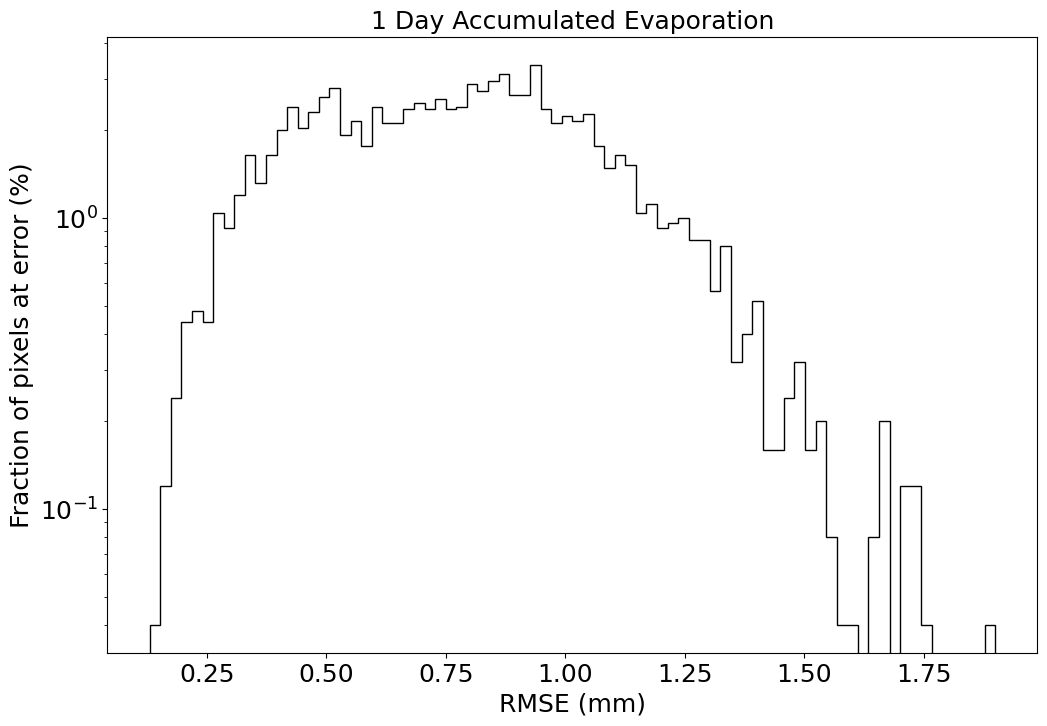 1 Day Accumulated Evaporation
Fraction of pixels at error (%)
10⁰
10⁻¹
0.25 0.50 0.75 1.00 1.25 1.50 1.75
RMSE (mm)